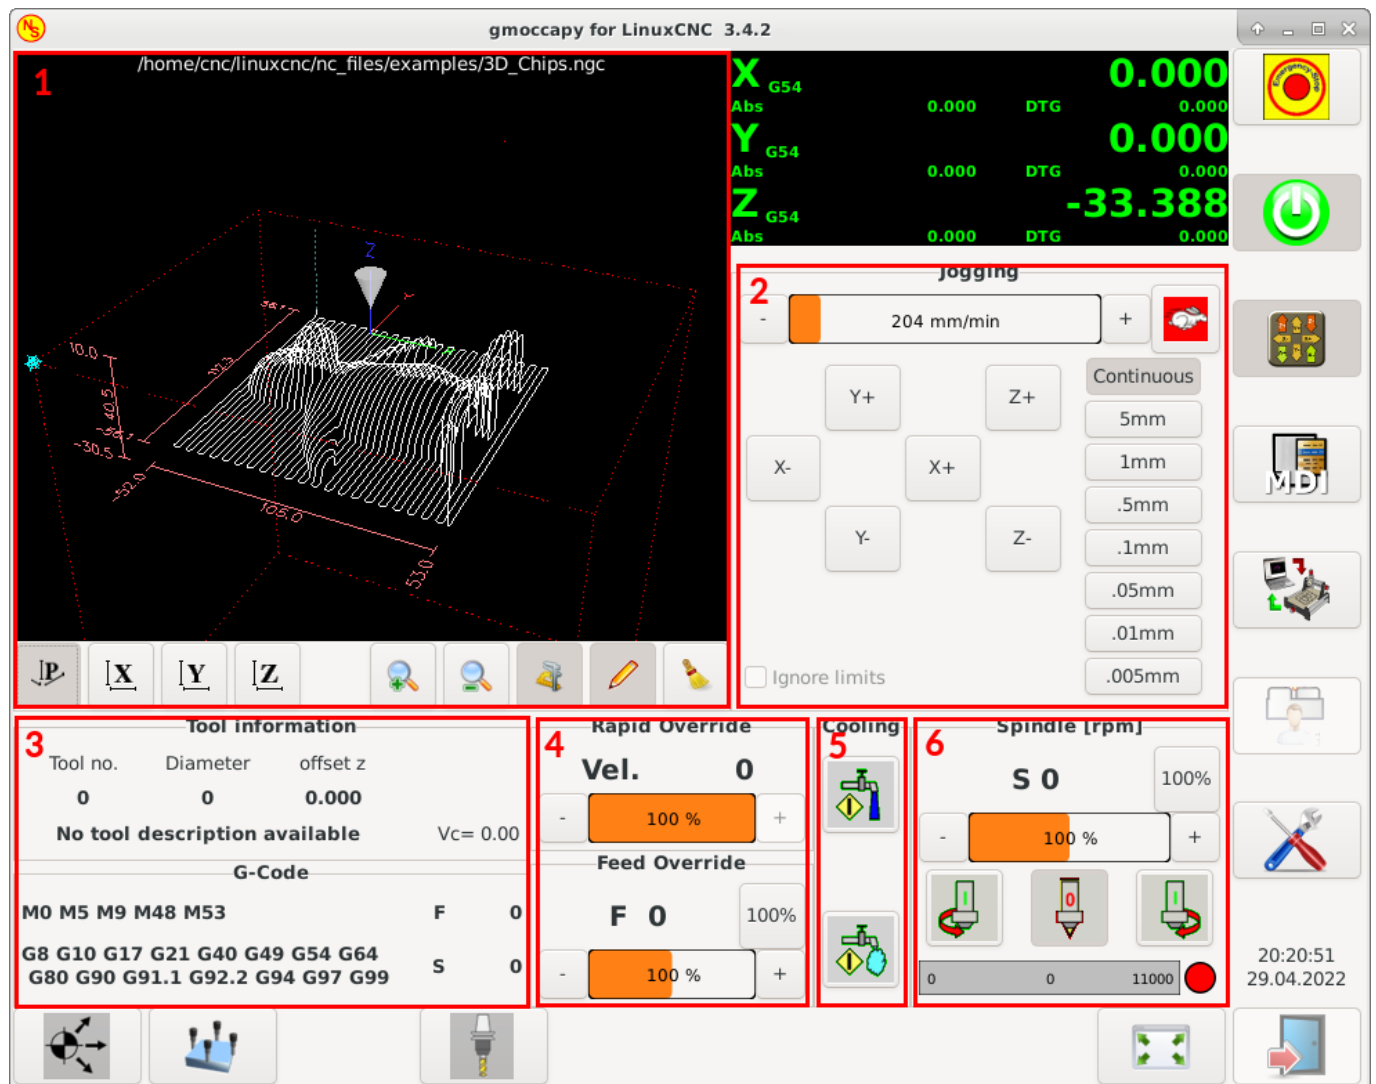 gmoccapy for LinuxCNC 3.4.2
/home/cnc/linuxcnc/nc_files/examples/3D_Chips.ngc
1
X G54 0.000
Abs 0.000 DTG 0.000
Y G54 0.000
Abs 0.000 DTG 0.000
Z G54 -33.388
Abs 0.000 DTG 0.000
Emergency-Stop
Z
10.0
40.5
-30.5
-52.0
105.0
53.0
P X Y Z
Jogging
2
- 204 mm/min +
Continuous
Y+ Z+
5mm
1mm
X- X+
.5mm
Y- Z-
.1mm
.05mm
.01mm
Ignore limits
.005mm
MDI
3
Tool information
Tool no. Diameter offset z
0 0 0.000
No tool description available Vc= 0.00
G-Code
M0 M5 M9 M48 M53 F 0
G8 G10 G17 G21 G40 G49 G54 G64
G80 G90 G91.1 G92.2 G94 G97 G99
S 0
4
Rapid Override
Vel. 0
- 100 % +
Feed Override
F 0 100%
- 100 % +
5
Cooling
6
Spindle [rpm]
S 0 100%
- 100 % +
I 0 I
0 0 11000
20:20:51
29.04.2022